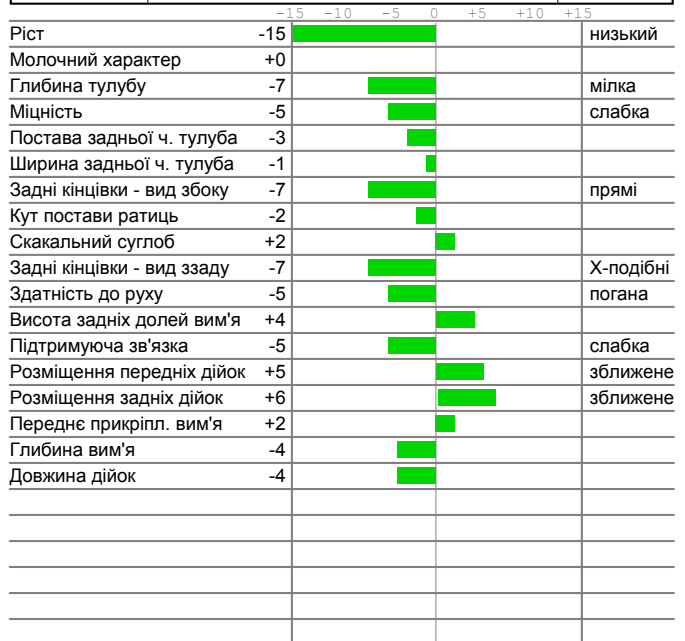 -15 -10 -5 0 +5 +10 +15
Ріст -15 низький
Молочний характер +0
Глибина тулубу -7 мілка
Міцність -5 слабка
Постава задньої ч. тулуба -3
Ширина задньої ч. тулуба -1
Задні кінцівки - вид збоку -7 прямі
Кут постави ратиць -2
Скакальний суглоб +2
Задні кінцівки - вид ззаду -7 Х-подібні
Здатність до руху -5 погана
Висота задніх долей вим'я +4
Підтримуюча зв'язка -5 слабка
Розміщення передніх дійок +5 зближене
Розміщення задніх дійок +6 зближене
Переднє прикріпл. вим'я +2
Глибина вим'я -4
Довжина дійок -4